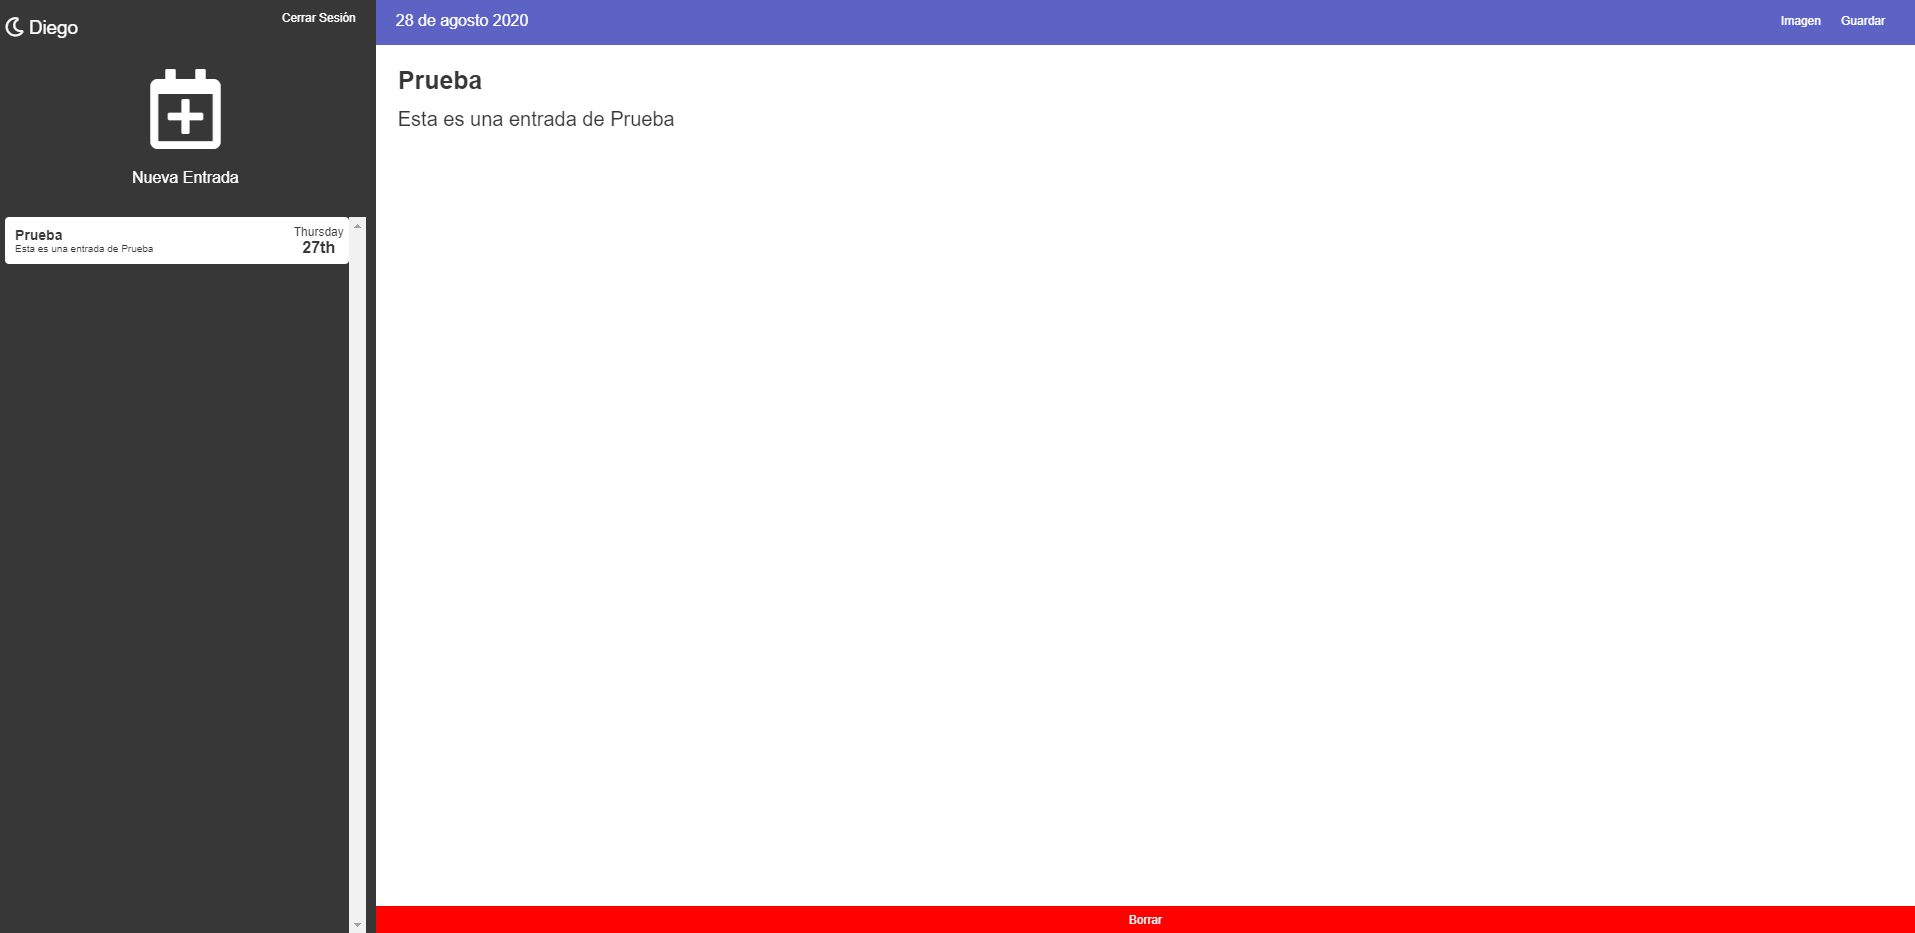 Diego
Cerrar Sesión
Nueva Entrada
Prueba
Esta es una entrada de Prueba
Thursday
27th
28 de agosto 2020
Imagen
Guardar
Prueba
Esta es una entrada de Prueba
Borrar